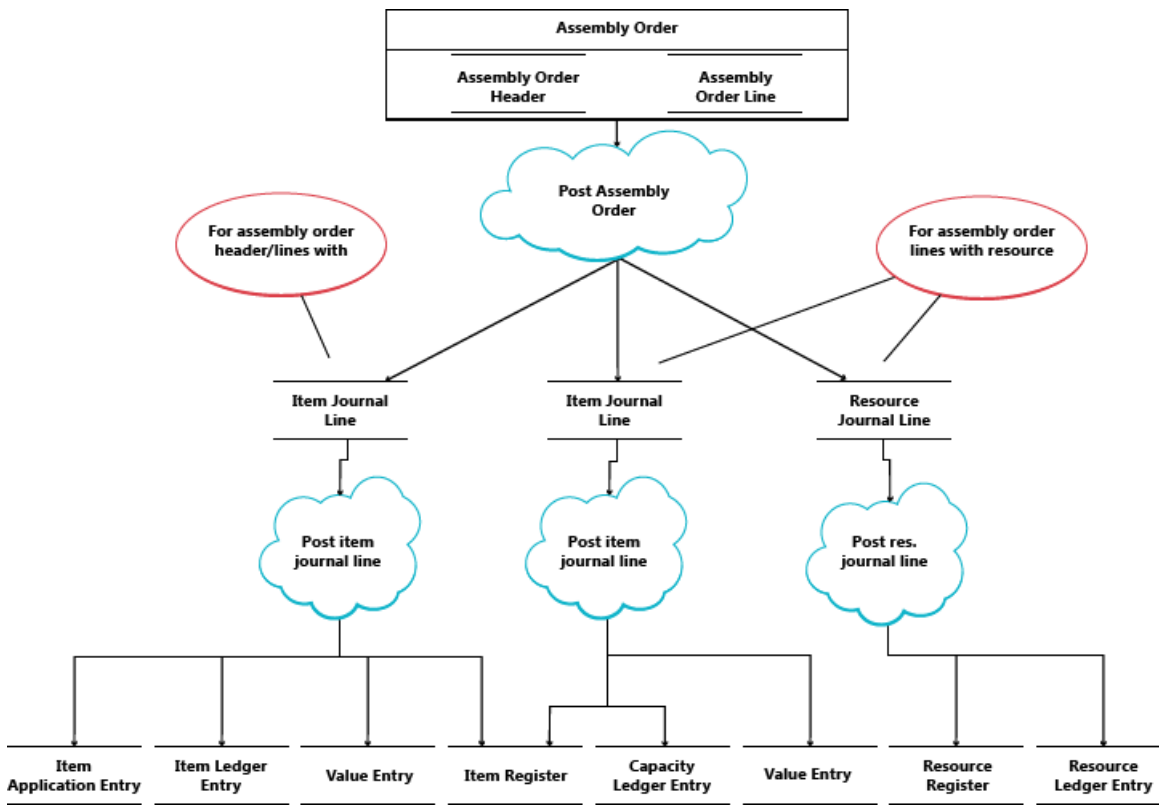 Assembly Order
Assembly Order
Header
Assembly
Order Line
Post Assembly
Order
For assembly order
header/lines with
For assembly order
lines with resource
Item Journal
Line
Item Journal
Line
Resource
Journal Line
Post item
journal line
Post item
journal line
Post res.
journal line
Item
Application Entry
Item Ledger
Entry
Value Entry
Item Register
Capacity
Ledger Entry
Value Entry
Resource
Register
Resource
Ledger Entry